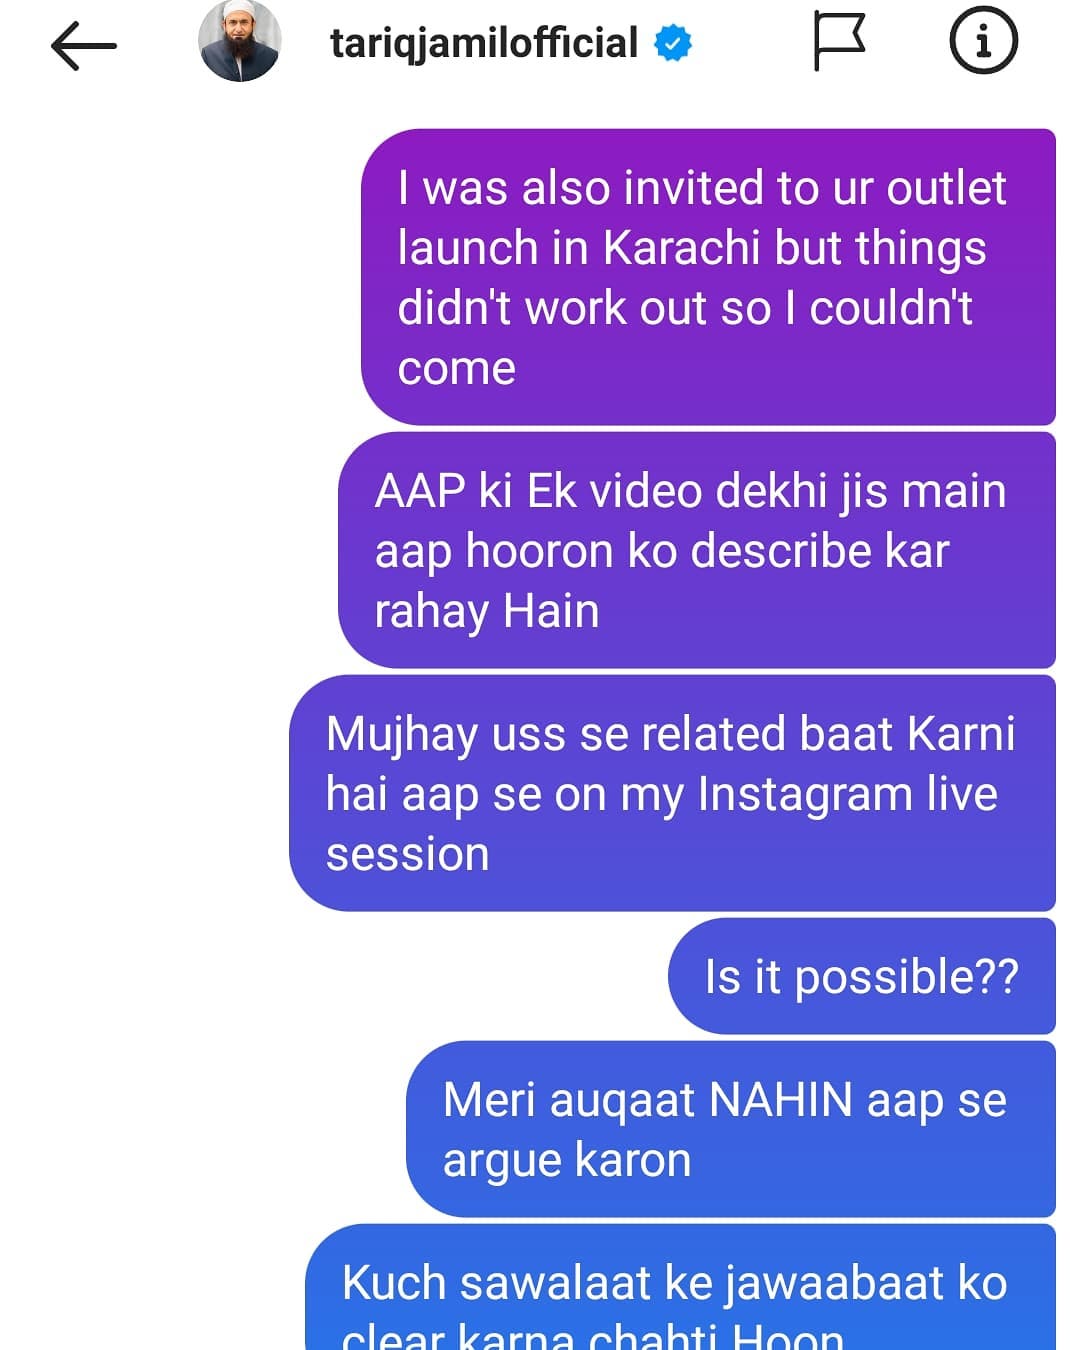 tariqjamilofficial
I was also invited to ur outlet
launch in Karachi but things
didn't work out so I couldn't
come
AAP ki Ek video dekhi jis main
aap hooron ko describe kar
rahay Hain
Mujhay uss se related baat Karni
hai aap se on my Instagram live
session
Is it possible??
Meri auqaat NAHIN aap se
argue karon
Kuch sawalaat ke jawaabaat ko
clear karna chahti Hoon